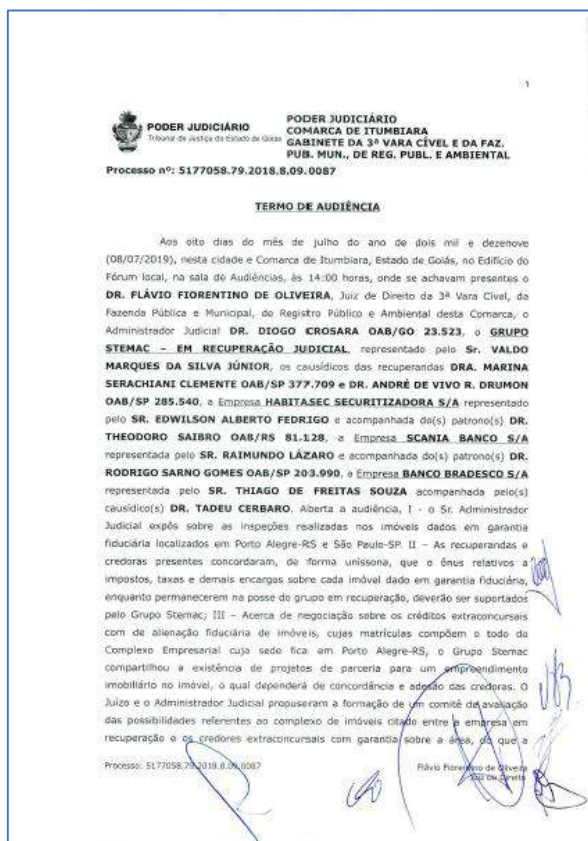 1
PODER JUDICIÁRIO
Tribunal de Justiça do Estado de Goiás
PODER JUDICIÁRIO
COMARCA DE ITUMBIARA
GABINETE DA 3ª VARA CÍVEL E DA FAZ.
PUB. MUN., DE REG. PUBL. E AMBIENTAL
Processo nº: 5177058.79.2018.8.09.0087
TERMO DE AUDIÊNCIA
Aos oito dias do mês de julho do ano de dois mil e dezenove
(08/07/2019), nesta cidade e Comarca de Itumbiara, Estado de Goiás, no Edifício do
Fórum local, na sala de Audiências, às 14:00 horas, onde se achavam presentes o
DR. FLÁVIO FIORENTINO DE OLIVEIRA, Juiz de Direito da 3ª Vara Cível, da
Fazenda Pública e Municipal, de Registro Público e Ambiental desta Comarca, o
Administrador Judicial DR. DIOGO CROSARA OAB/GO 23.523, o GRUPO
STEMAC – EM RECUPERAÇÃO JUDICIAL, representado pelo Sr. VALDO
MARQUES DA SILVA JÚNIOR, os causídicos das recuperandas DRA. MARINA
SERACHIANI CLEMENTE OAB/SP 377.709 e DR. ANDRÉ DE VIVO R. DRUMON
OAB/SP 285.540, a Empresa HABITASEC SECURITIZADORA S/A representado
pelo SR. EDWILSON ALBERTO FEDRIGO e acompanhada do(s) patrono(s) DR.
THEODORO SAIBRO OAB/RS 81.128, a Empresa SCANIA BANCO S/A
representada pelo SR. RAIMUNDO LÁZARO e acompanhada do(s) patrono(s) DR.
RODRIGO SARNO GOMES OAB/SP 203.990, a Empresa BANCO BRADESCO S/A
representada pelo SR. THIAGO DE FREITAS SOUZA acompanhada pelo(s)
causídico(s) DR. TADEU CERBARO. Aberta a audiência, I - o Sr. Administrador
Judicial expôs sobre as inspeções realizadas nos imóveis dados em garantia
fiduciária localizados em Porto Alegre-RS e São Paulo-SP. II – As recuperandas e
credoras presentes concordaram, de forma uníssona, que o ônus relativos a
impostos, taxas e demais encargos sobre cada imóvel dado em garantia fiduciária,
enquanto permanecerem na posse do grupo em recuperação, deverão ser suportados
pelo Grupo Stemac; III – Acerca de negociação sobre os créditos extraconcursais
com de alienação fiduciária de imóveis, cujas matrículas compõem o todo da
Complexo Empresarial cuja sede fica em Porto Alegre-RS, o Grupo Stemac
compartilhou a existência de projetos de parceria para um empreendimento
imobiliário no imóvel, o qual dependerá de concordância e adesão das credoras. O
Juízo e o Administrador Judicial propuseram a formação de um comitê de avaliação
das possibilidades referentes ao complexo de imóveis citado entre a empresa em
recuperação e os credores extraconcursais com garantia sobre a área, do que a
Processo: 5177058.79.2018.8.09.0087
Flávio Fiorentino de Oliveira
Juiz de Direito